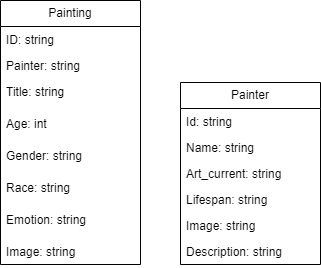 Painting
ID: string
Painter: string
Title: string
Age: int
Gender: string
Race: string
Emotion: string
Image: string
Painter
Id: string
Name: string
Art_current: string
Lifespan: string
Image: string
Description: string